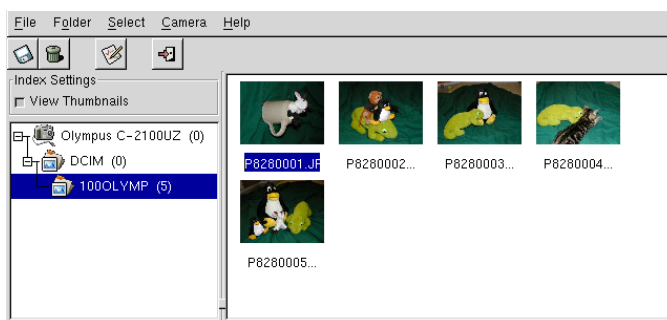 File Folder Select Camera Help
Index Settings
View Thumbnails
Olympus C-2100UZ (0)
DCIM (0)
100OLYMP (5)
P8280001.JP P8280002... P8280003... P8280004...
P8280005...